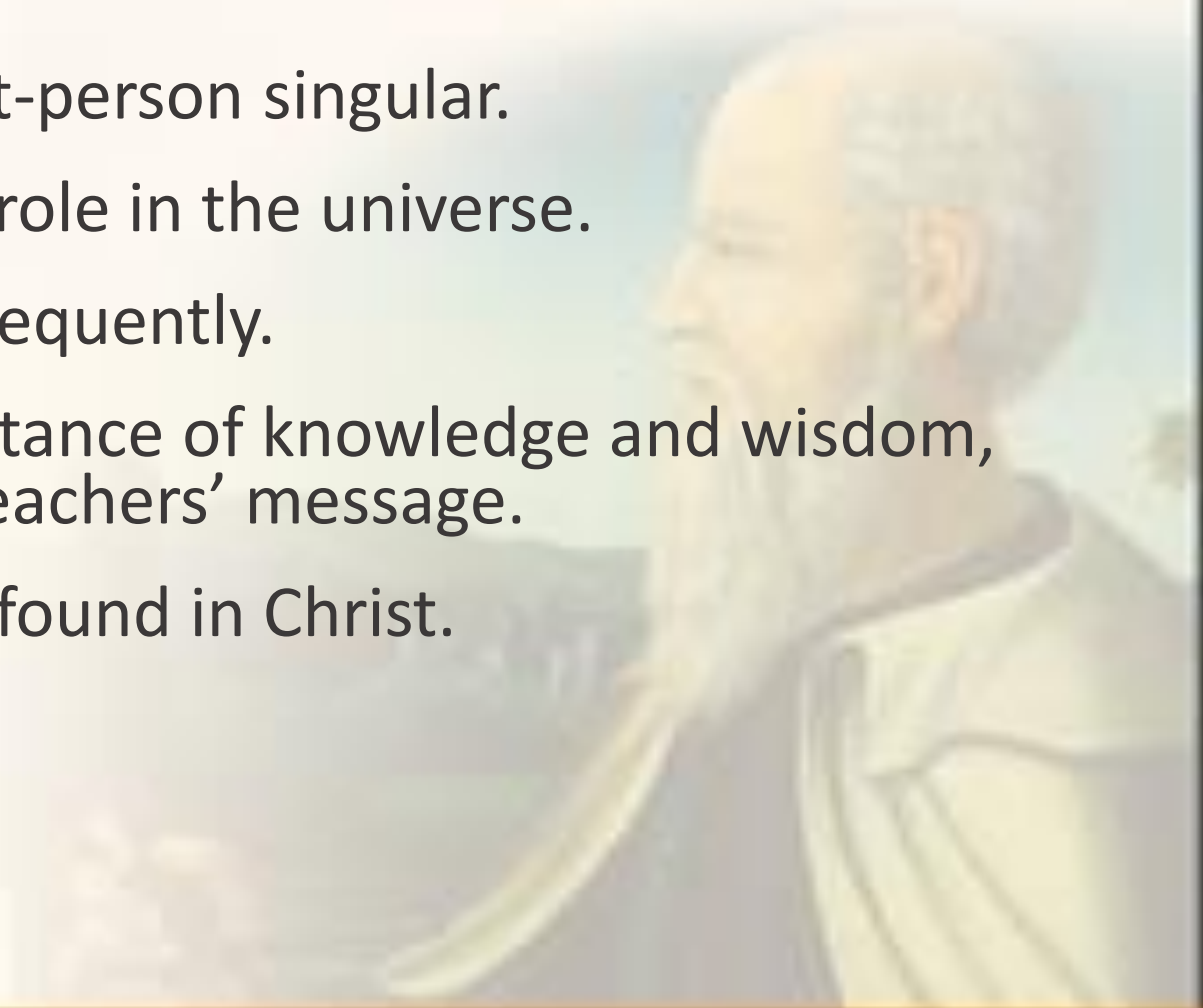 t-person singular.
role in the universe.
equently.
tance of knowledge and wisdom,
eachers’ message.
found in Christ.